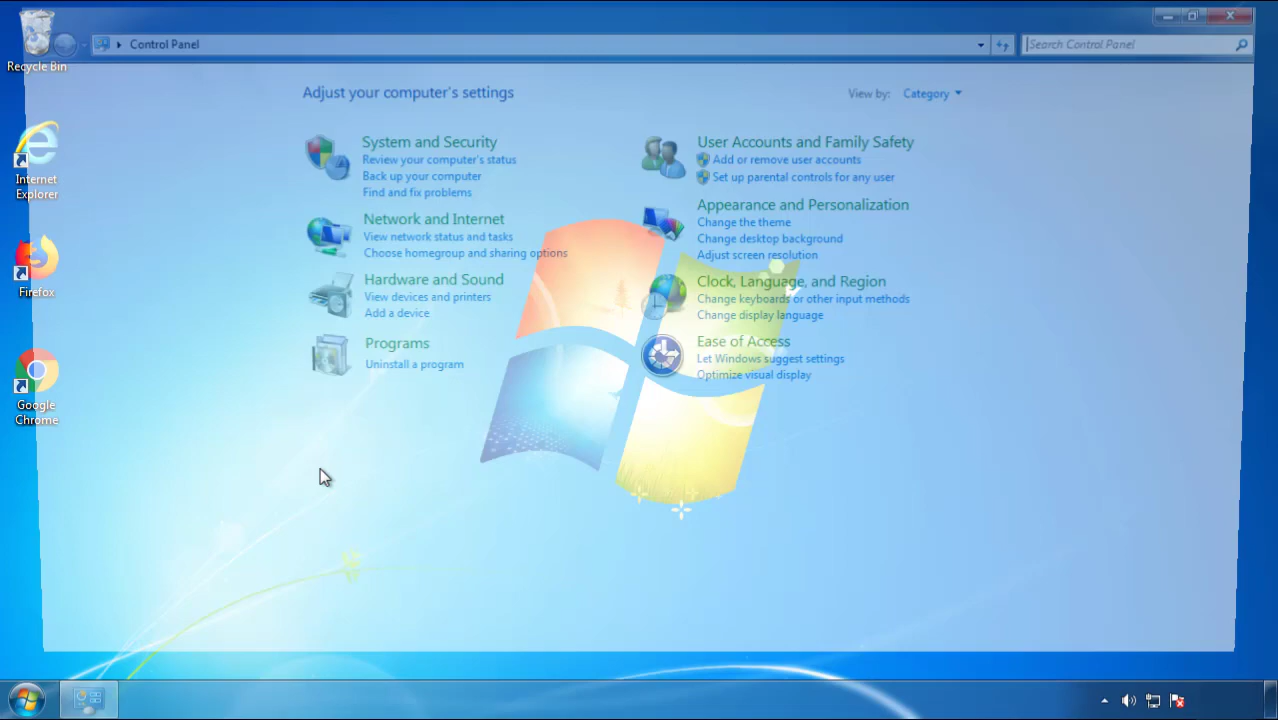 Recycle Bin
Internet
Explorer
Firefox
Google
Chrome
Control Panel
Search Control Panel
Adjust your computer's settings
View by: Category
System and Security
Review your computer's status
Back up your computer
Find and fix problems
Network and Internet
View network status and tasks
Choose homegroup and sharing options
Hardware and Sound
View devices and printers
Add a device
Programs
Uninstall a program
User Accounts and Family Safety
Add or remove user accounts
Set up parental controls for any user
Appearance and Personalization
Change the theme
Change desktop background
Adjust screen resolution
Clock, Language, and Region
Change keyboards or other input methods
Change display language
Ease of Access
Let Windows suggest settings
Optimize visual display